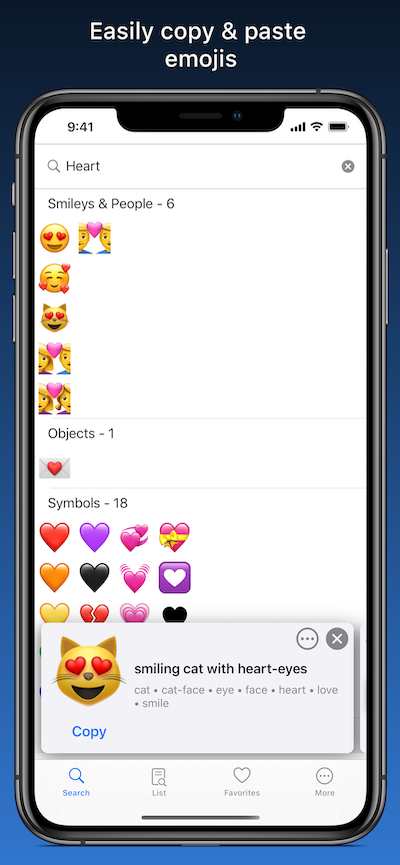 Easily copy & paste
emojis
9:41
Heart
Smileys & People - 6
Objects - 1
Symbols - 18
smiling cat with heart-eyes
cat • cat-face • eye • face • heart • love
• smile
Copy
Search List Favorites More